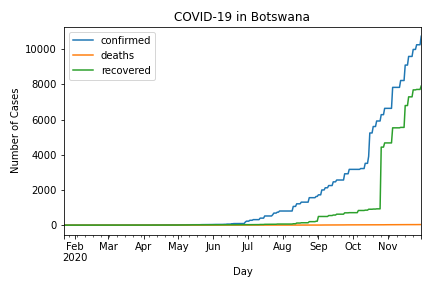 COVID-19 in Botswana
confirmed
deaths
recovered
Number of Cases
10000
8000
6000
4000
2000
0
Feb Mar Apr May Jun Jul Aug Sep Oct Nov
2020
Day